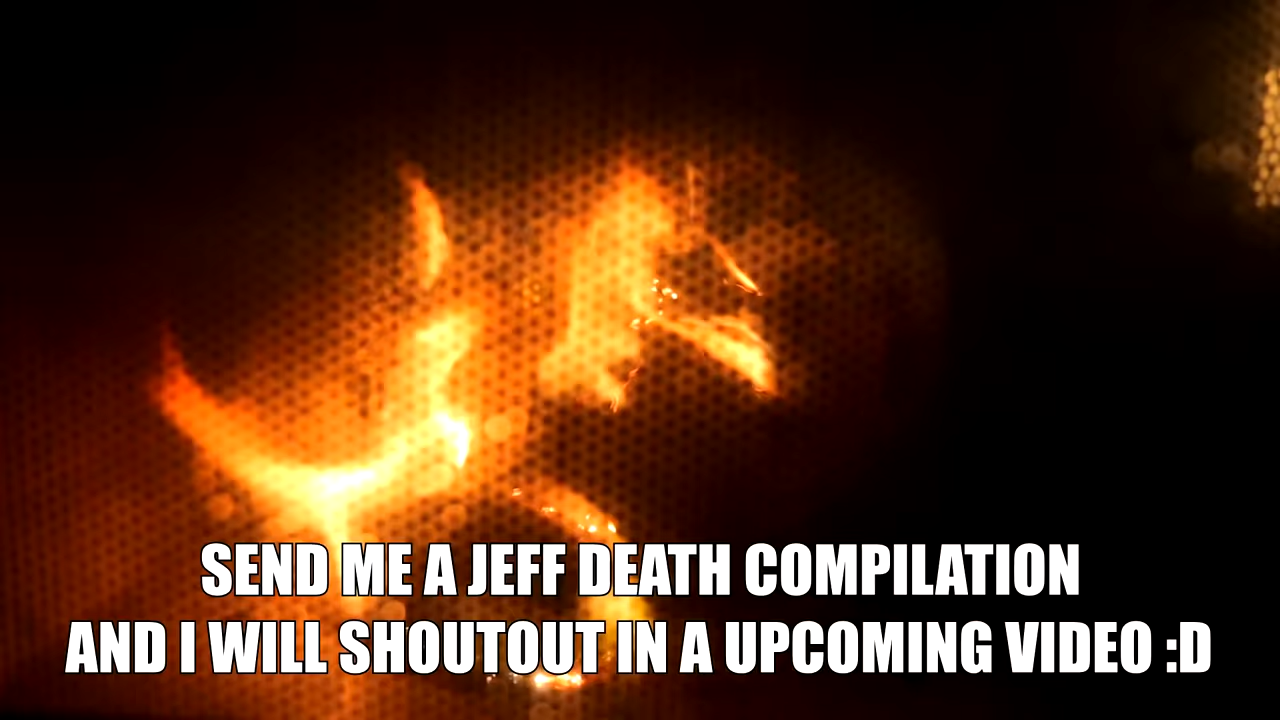 SEND ME A JEFF DEATH COMPILATION
AND I WILL SHOUTOUT IN A UPCOMING VIDEO :D